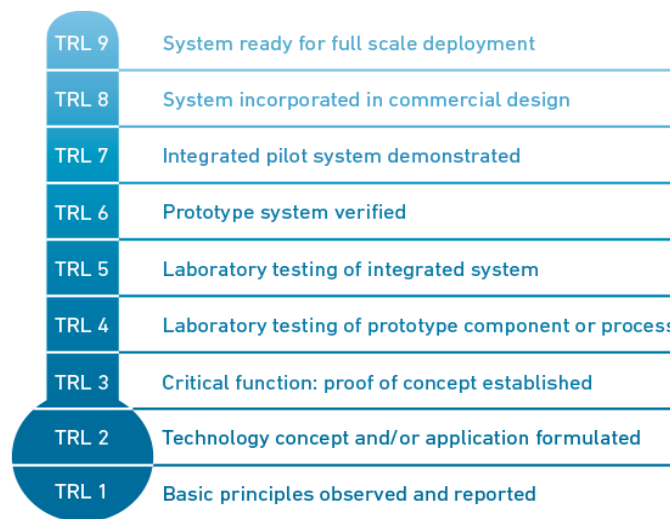 TRL 9 System ready for full scale deployment
TRL 8 System incorporated in commercial design
TRL 7 Integrated pilot system demonstrated
TRL 6 Prototype system verified
TRL 5 Laboratory testing of integrated system
TRL 4 Laboratory testing of prototype component or process
TRL 3 Critical function: proof of concept established
TRL 2 Technology concept and/or application formulated
TRL 1 Basic principles observed and reported